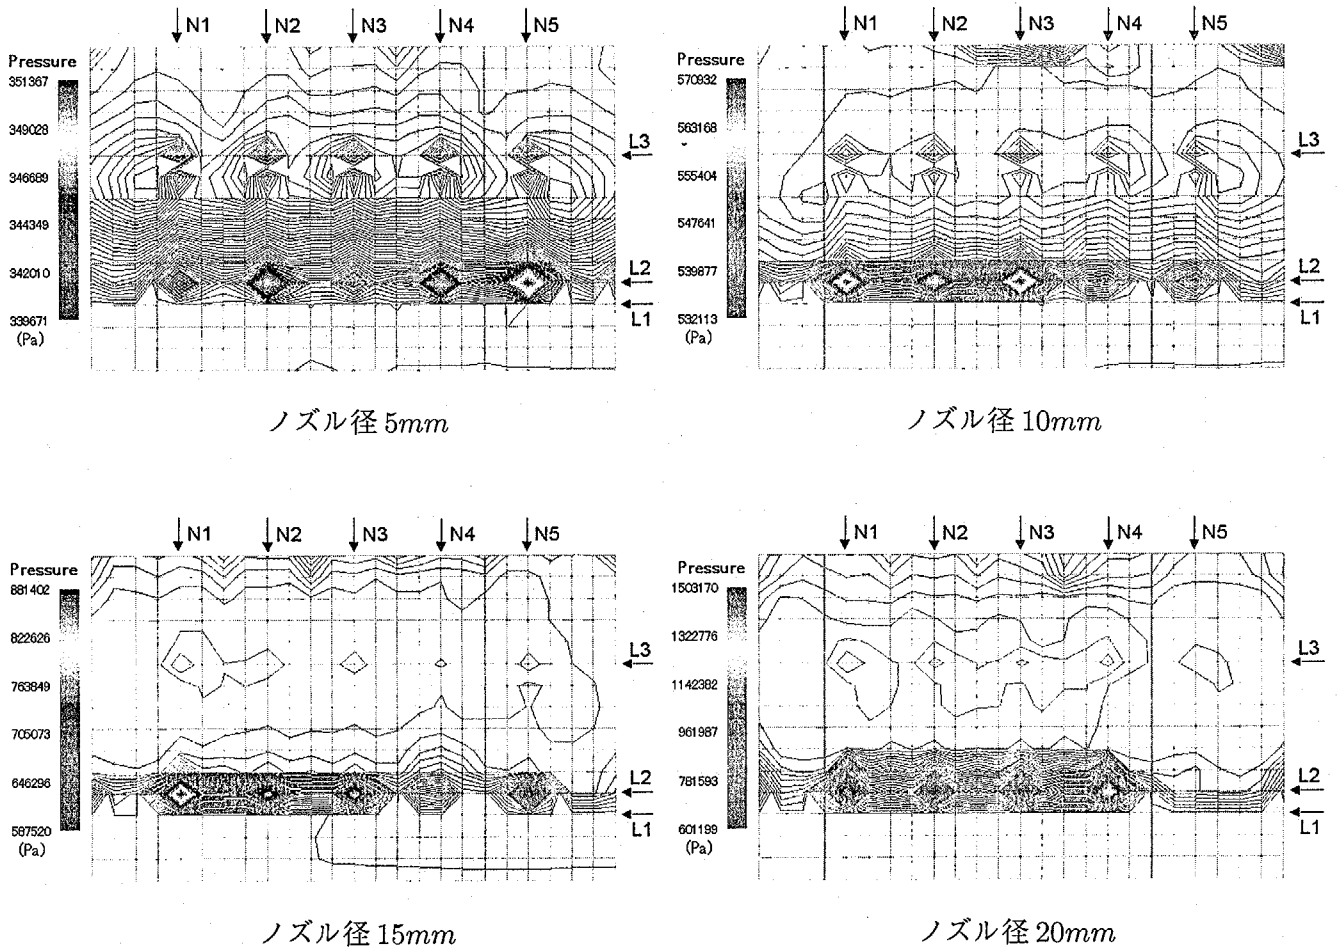 N1 N2 N3 N4 N5
Pressure
351367
349028
346689
344349
342010
339671
(Pa)
L3
L2
L1
ノズル径 5mm
N1 N2 N3 N4 N5
Pressure
570932
563168
555404
547641
539877
532113
(Pa)
L3
L2
L1
ノズル径 10mm
N1 N2 N3 N4 N5
Pressure
881402
822626
763849
705073
646296
587520
(Pa)
L3
L2
L1
ノズル径 15mm
N1 N2 N3 N4 N5
Pressure
1503170
1322776
1142382
961987
781593
601199
(Pa)
L3
L2
L1
ノズル径 20mm